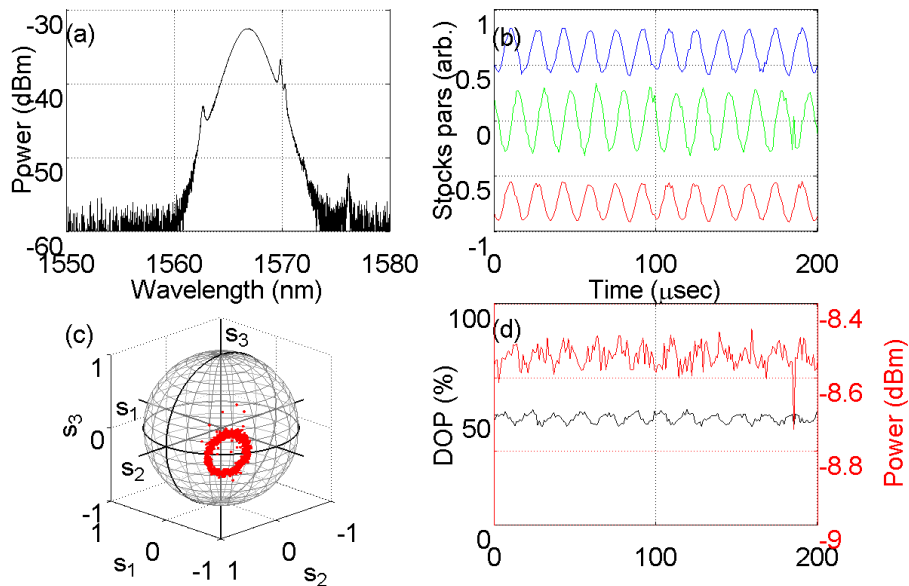 (a)
Power (dBm)
-30
-40
-50
-60
1550
1560
1570
1580
Wavelength (nm)
(b)
Stocks pars (arb.)
1
0.5
0
-0.5
-1
0
100
200
Time (μsec)
(c)
s3
s1
s2
s3
1
0
-1
1
0
-1
s1
1
0
-1
s2
(d)
DOP (%)
100
50
0
0
100
200
-8.4
-8.6
-8.8
-9
Power (dBm)